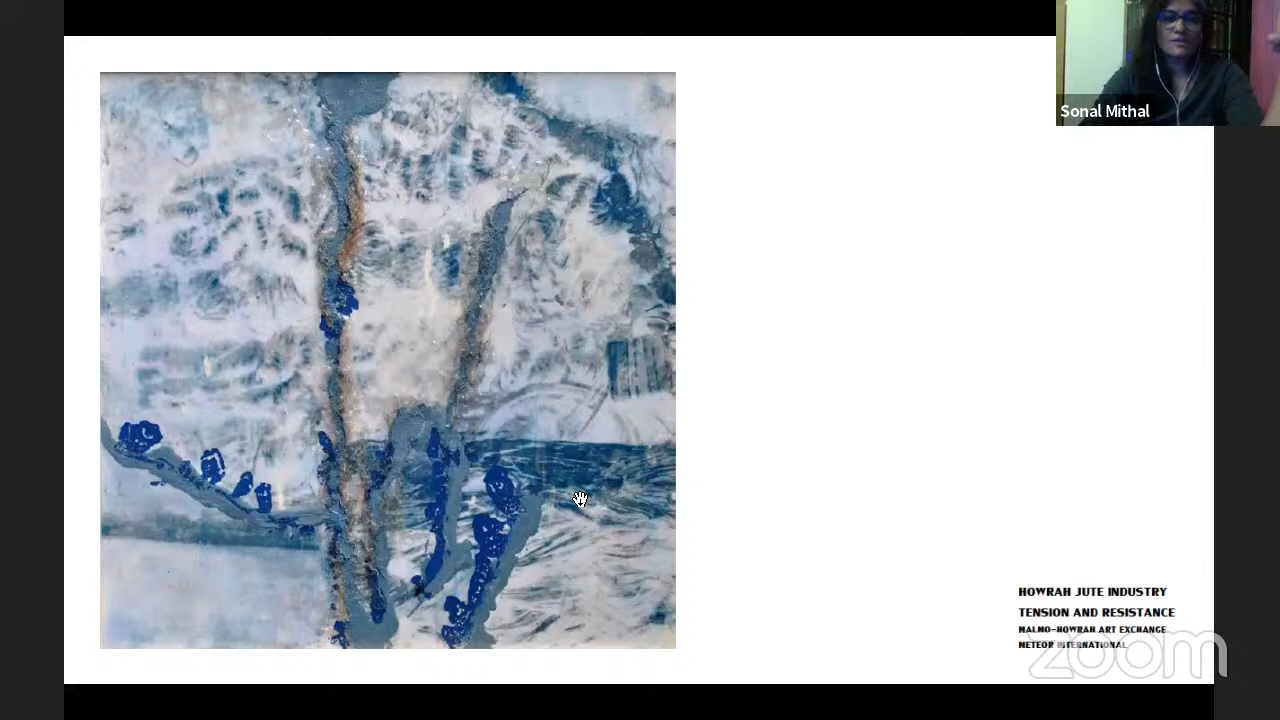 Sonal Mithal
HOWRAH JUTE INDUSTRY
TENSION AND RESISTANCE
MALMO-HOWRAH ART EXCHANGE
METEOR INTERNATIONAL
zoom